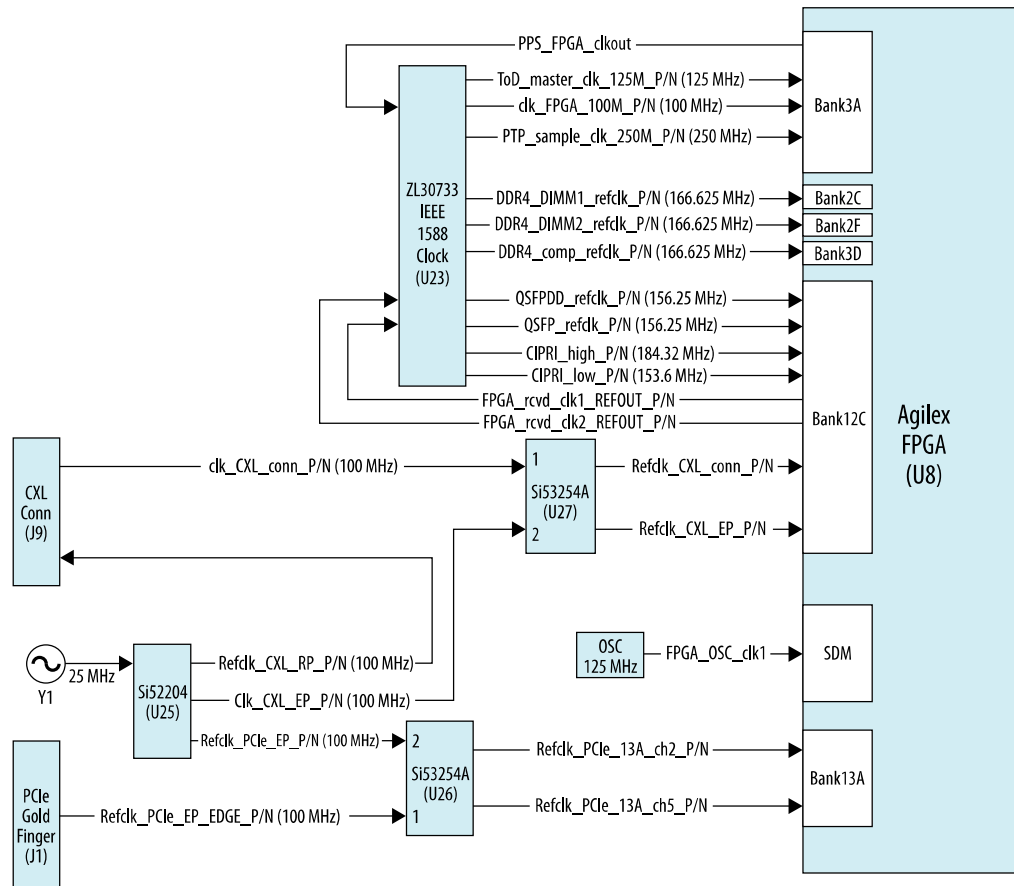 PPS_FPGA_clkout
ToD_master_clk_125M_P/N (125 MHz)
clk_FPGA_100M_P/N (100 MHz)
PTP_sample_clk_250M_P/N (250 MHz)
Bank3A
ZL30733
IEEE
1588
Clock
(U23)
DDR4_DIMM1_refclk_P/N (166.625 MHz)
Bank2C
DDR4_DIMM2_refclk_P/N (166.625 MHz)
Bank2F
DDR4_comp_refclk_P/N (166.625 MHz)
Bank3D
QSFPDD_refclk_P/N (156.25 MHz)
QSFP_refclk_P/N (156.25 MHz)
CIPRI_high_P/N (184.32 MHz)
CIPRI_low_P/N (153.6 MHz)
FPGA_rcvd_clk1_REFOUT_P/N
FPGA_rcvd_clk2_REFOUT_P/N
Bank12C
Agilex
FPGA
(U8)
CXL
Conn
(J9)
clk_CXL_conn_P/N (100 MHz)
1
Si53254A
(U27)
2
Refclk_CXL_conn_P/N
Refclk_CXL_EP_P/N
Y1
25 MHz
Si52204
(U25)
Refclk_CXL_RP_P/N (100 MHz)
Clk_CXL_EP_P/N (100 MHz)
Refclk_PCIe_EP_P/N (100 MHz)
OSC
125 MHz
FPGA_OSC_clk1
SDM
PCIe
Gold
Finger
(J1)
Refclk_PCIe_EP_EDGE_P/N (100 MHz)
2
Si53254A
(U26)
1
Refclk_PCIe_13A_ch2_P/N
Refclk_PCIe_13A_ch5_P/N
Bank13A